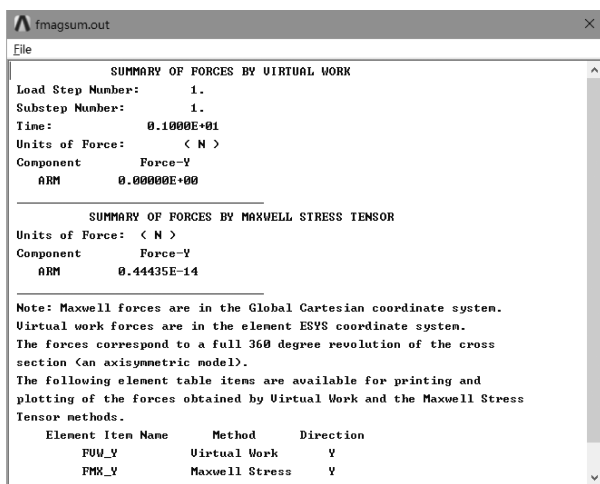 fmagsum.out
File
SUMMARY OF FORCES BY VIRTUAL WORK
Load Step Number: 1.
Substep Number: 1.
Time: 0.1000E+01
Units of Force: ( N )
Component Force-Y
ARM 0.00000E+00
SUMMARY OF FORCES BY MAXWELL STRESS TENSOR
Units of Force: ( N )
Component Force-Y
ARM 0.44435E-14
Note: Maxwell forces are in the Global Cartesian coordinate system.
Virtual work forces are in the element ESYS coordinate system.
The forces correspond to a full 360 degree revolution of the cross
section (an axisymmetric model).
The following element table items are available for printing and
plotting of the forces obtained by Virtual Work and the Maxwell Stress
Tensor methods.
Element Item Name Method Direction
FVW_Y Virtual Work Y
FMX_Y Maxwell Stress Y